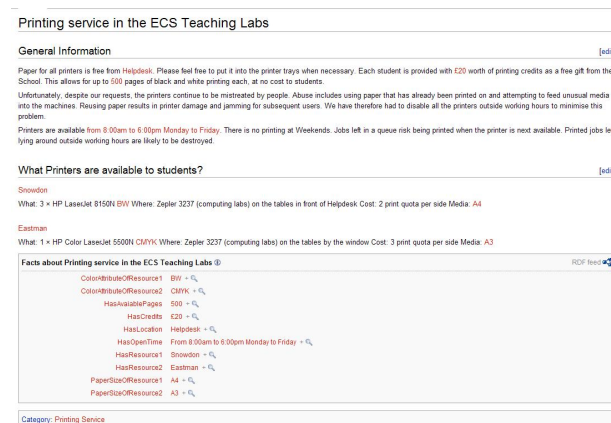 Printing service in the ECS Teaching Labs
General Information
[edi
Paper for all printers is free from Helpdesk. Please feel free to put it into the printer trays when necessary. Each student is provided with £20 worth of printing credits as a free gift from the
School. This allows for up to 500 pages of black and white printing each, at no cost to students.
Unfortunately, despite our requests, the printers continue to be mistreated by people. Abuse includes using paper that has already been printed on and attempting to feed unusual media
into the machines. Reusing paper results in printer damage and jamming for subsequent users. We have therefore had to disable all the printers outside working hours to minimise this
problem.
Printers are available from 8:00am to 6:00pm Monday to Friday. There is no printing at Weekends. Jobs left in a queue risk being printed when the printer is next available. Printed jobs le
lying around outside working hours are likely to be destroyed.
What Printers are available to students?
[edi
Snowdon
What: 3 × HP LaserJet 8150N BW Where: Zepler 3237 (computing labs) on the tables in front of Helpdesk Cost: 2 print quota per side Media: A4
Eastman
What: 1 × HP Color LaserJet 5500N CMYK Where: Zepler 3237 (computing labs) on the tables by the window Cost: 3 print quota per side Media: A3
Facts about Printing service in the ECS Teaching Labs
RDF feed
ColorAttributeOfResource1 BW +
ColorAttributeOfResource2 CMYK +
HasAvaiablePages 500 +
HasCredits £20 +
HasLocation Helpdesk +
HasOpenTime From 8:00am to 6:00pm Monday to Friday +
HasResource1 Snowdon +
HasResource2 Eastman +
PaperSizeOfResource1 A4 +
PaperSizeOfResource2 A3 +
Category: Printing Service